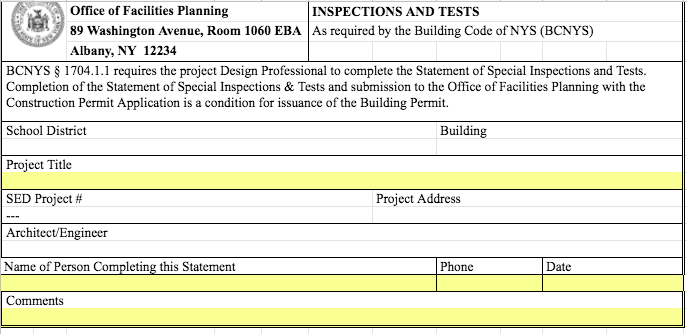 Office of Facilities Planning
INSPECTIONS AND TESTS
89 Washington Avenue, Room 1060 EBA
As required by the Building Code of NYS (BCNYS)
Albany, NY  12234
BCNYS § 1704.1.1 requires the project Design Professional to complete the Statement of Special Inspections and Tests.
Completion of the Statement of Special Inspections & Tests and submission to the Office of Facilities Planning with the
Construction Permit Application is a condition for issuance of the Building Permit.
School District
Building
Project Title
SED Project #
Project Address
---
Architect/Engineer
Name of Person Completing this Statement
Phone
Date
Comments